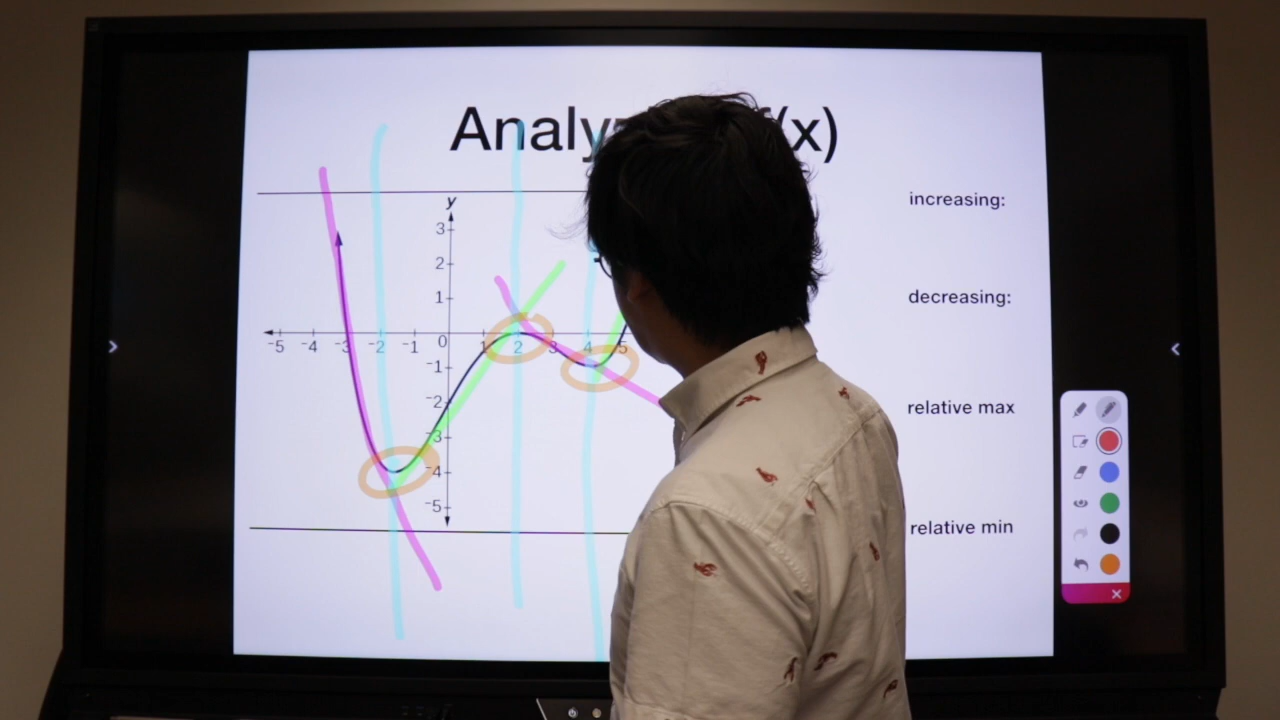 Analy f(x)
increasing:
y
3
2
decreasing:
1
-5 -4 -3 -2 -1 0 1 2 3 4 5
-1
-2
relative max
-3
-4
-5
relative min